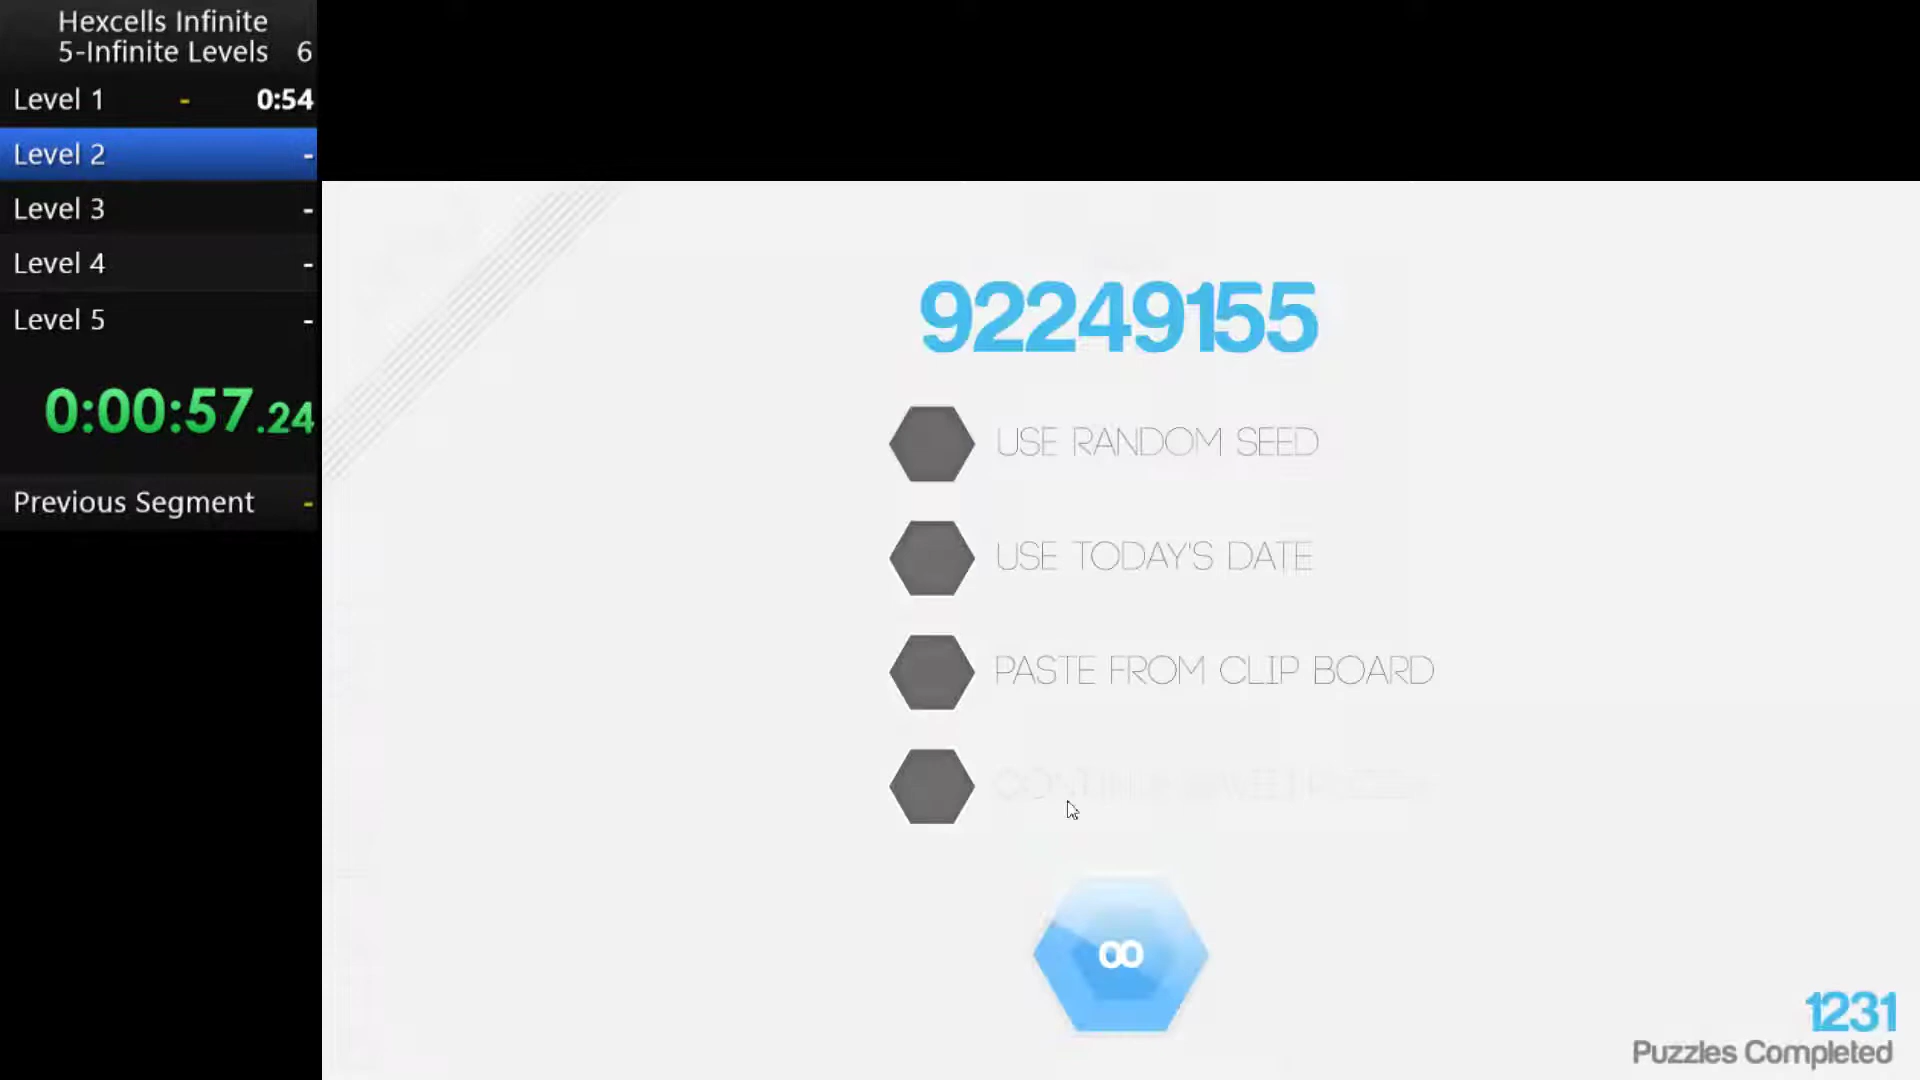 Hexcells Infinite
5-Infinite Levels 6
Level 1 - 0:54
Level 2 -
Level 3 -
Level 4 -
Level 5 -
0:00:57.24
Previous Segment -
92249155
USE RANDOM SEED
USE TODAY'S DATE
PASTE FROM CLIP BOARD
∞
1231
Puzzles Completed